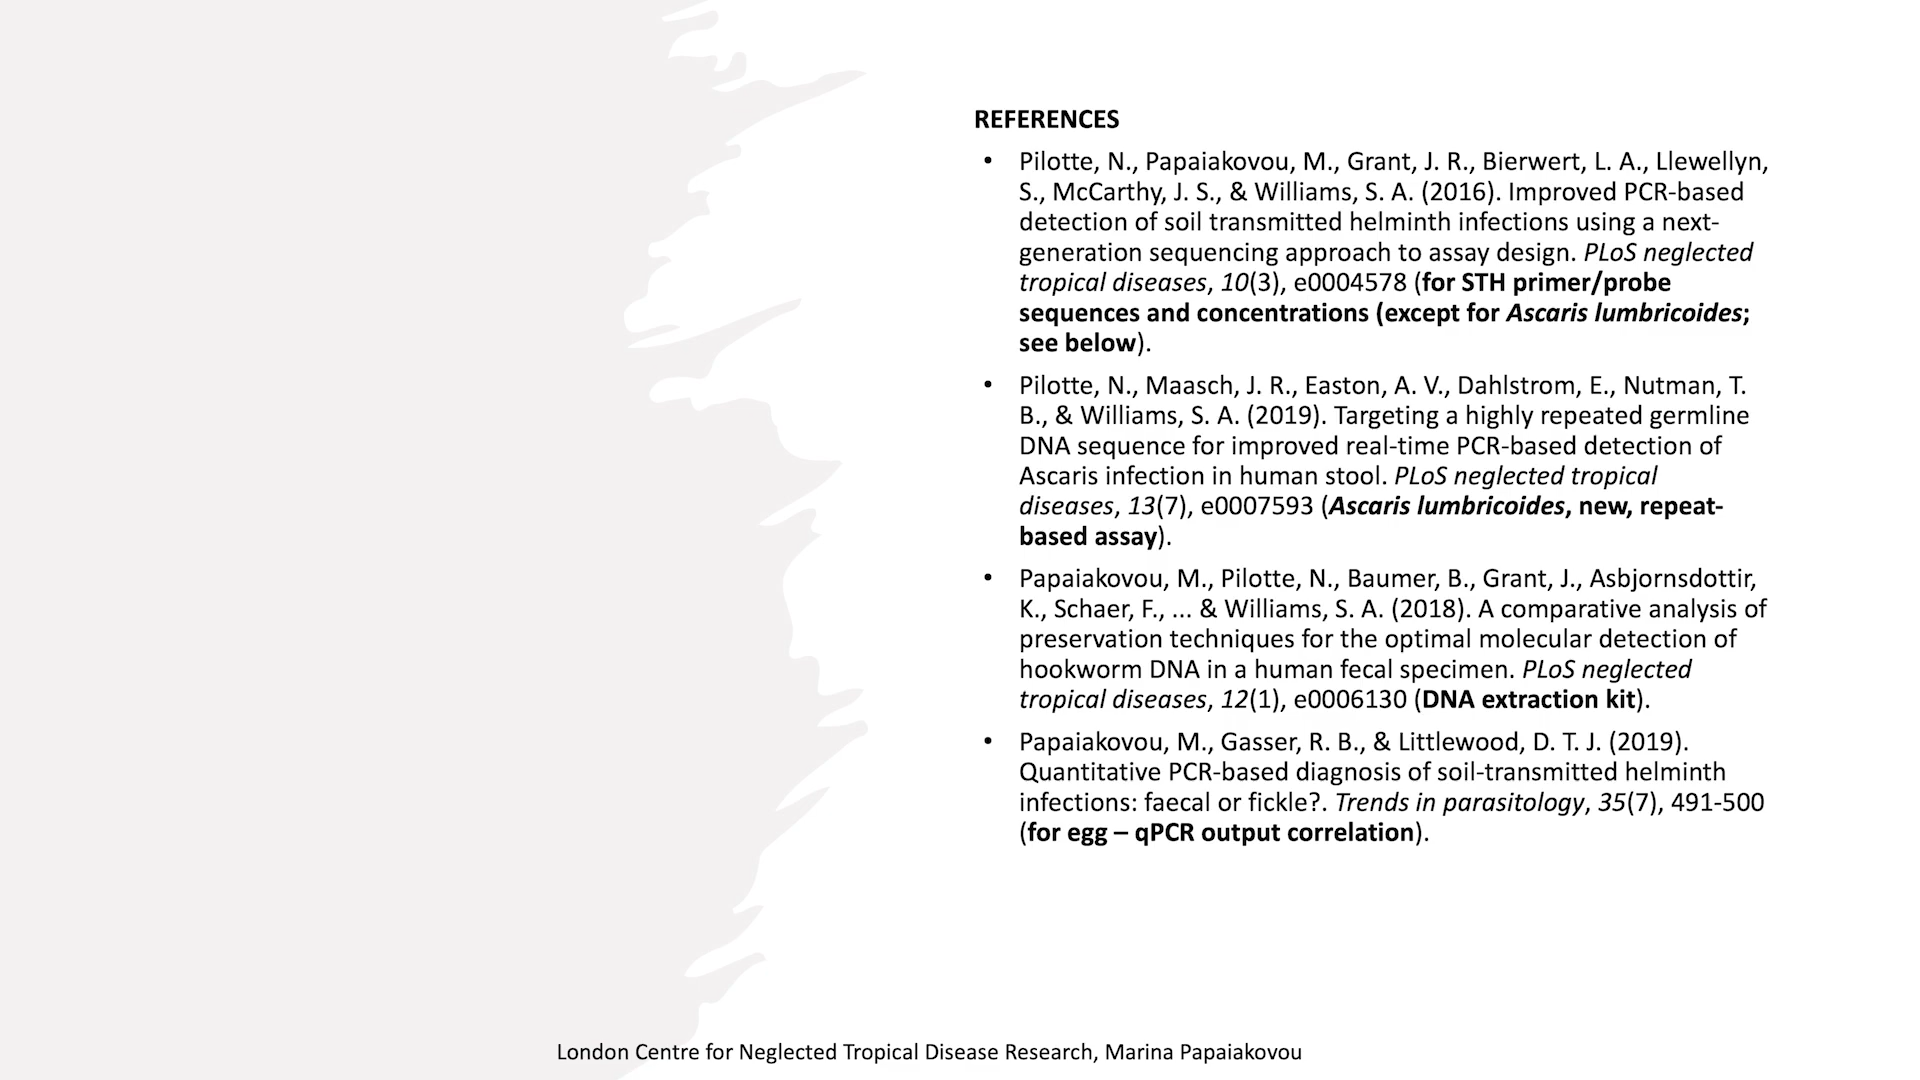 REFERENCES
• Pilotte, N., Papaiakovou, M., Grant, J. R., Bierwert, L. A., Llewellyn,
S., McCarthy, J. S., & Williams, S. A. (2016). Improved PCR-based
detection of soil transmitted helminth infections using a next-
generation sequencing approach to assay design. PLoS neglected
tropical diseases, 10(3), e0004578 (for STH primer/probe
sequences and concentrations (except for Ascaris lumbricoides;
see below).
• Pilotte, N., Maasch, J. R., Easton, A. V., Dahlstrom, E., Nutman, T.
B., & Williams, S. A. (2019). Targeting a highly repeated germline
DNA sequence for improved real-time PCR-based detection of
Ascaris infection in human stool. PLoS neglected tropical
diseases, 13(7), e0007593 (Ascaris lumbricoides, new, repeat-
based assay).
• Papaiakovou, M., Pilotte, N., Baumer, B., Grant, J., Asbjornsdottir,
K., Schaer, F., ... & Williams, S. A. (2018). A comparative analysis of
preservation techniques for the optimal molecular detection of
hookworm DNA in a human fecal specimen. PLoS neglected
tropical diseases, 12(1), e0006130 (DNA extraction kit).
• Papaiakovou, M., Gasser, R. B., & Littlewood, D. T. J. (2019).
Quantitative PCR-based diagnosis of soil-transmitted helminth
infections: faecal or fickle?. Trends in parasitology, 35(7), 491-500
(for egg – qPCR output correlation).
London Centre for Neglected Tropical Disease Research, Marina Papaiakovou